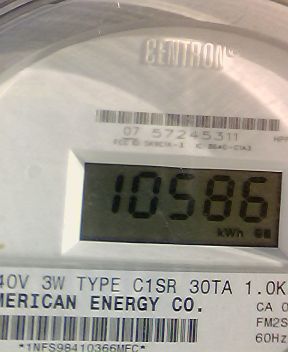 CENTRON
07 57245311
10586
kWh
40V 3W TYPE C1SR 30TA 1.0K
MERICAN ENERGY CO.
CA 0
FM2S
60Hz
*1NFS98410366MEC*